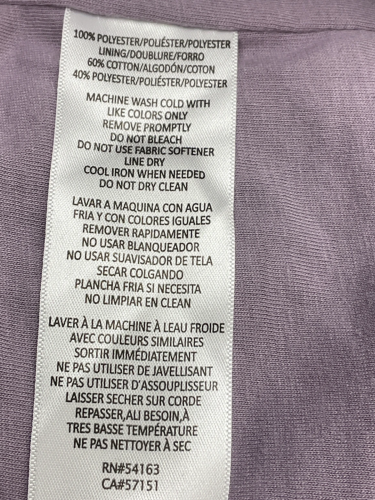 100% POLYESTER/POLIÉSTER/POLYESTER
LINING/DOUBLURE/FORRO
60% COTTON/ALGODÓN/COTON
40% POLYESTER/POLIÉSTER/POLYESTER
MACHINE WASH COLD WITH
LIKE COLORS ONLY
REMOVE PROMPTLY
DO NOT BLEACH
DO NOT USE FABRIC SOFTENER
LINE DRY
COOL IRON WHEN NEEDED
DO NOT DRY CLEAN
LAVAR A MAQUINA CON AGUA
FRIA Y CON COLORES IGUALES
REMOVER RAPIDAMENTE
NO USAR BLANQUEADOR
NO USAR SUAVISADOR DE TELA
SECAR COLGANDO
PLANCHA FRIA SI NECESITA
NO LIMPIAR EN CLEAN
LAVER À LA MACHINE À LEAU FROIDE
AVEC COULEURS SIMILAIRES
SORTIR IMMÉDIATEMENT
NE PAS UTILISER DE JAVELLISANT
NE PAS UTILISER D'ASSOUPLISSEUR
LAISSER SECHER SUR CORDE
REPASSER,ALI BESOIN,À
TRES BASSE TEMPÉRATURE
NE PAS NETTOYER À SEC
RN#54163
CA#57151